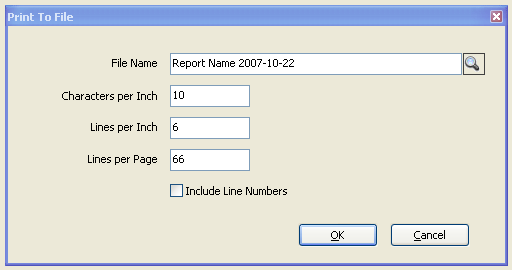 Print To File
File Name Report Name 2007-10-22
Characters per Inch 10
Lines per Inch 6
Lines per Page 66
Include Line Numbers
OK Cancel